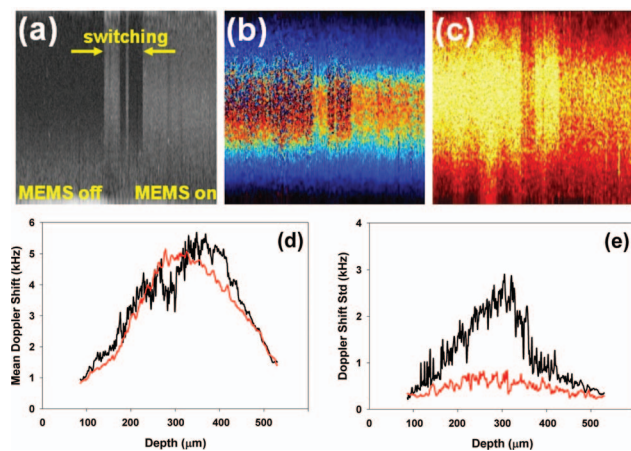 (a)
switching
MEMS off
MEMS on
(b)
(c)
(d)
Mean Doppler Shift (kHz)
6
5
4
3
2
1
0
0 100 200 300 400 500
Depth (μm)
(e)
Doppler Shift Std (kHz)
4
3
2
1
0
0 100 200 300 400 500
Depth (μm)